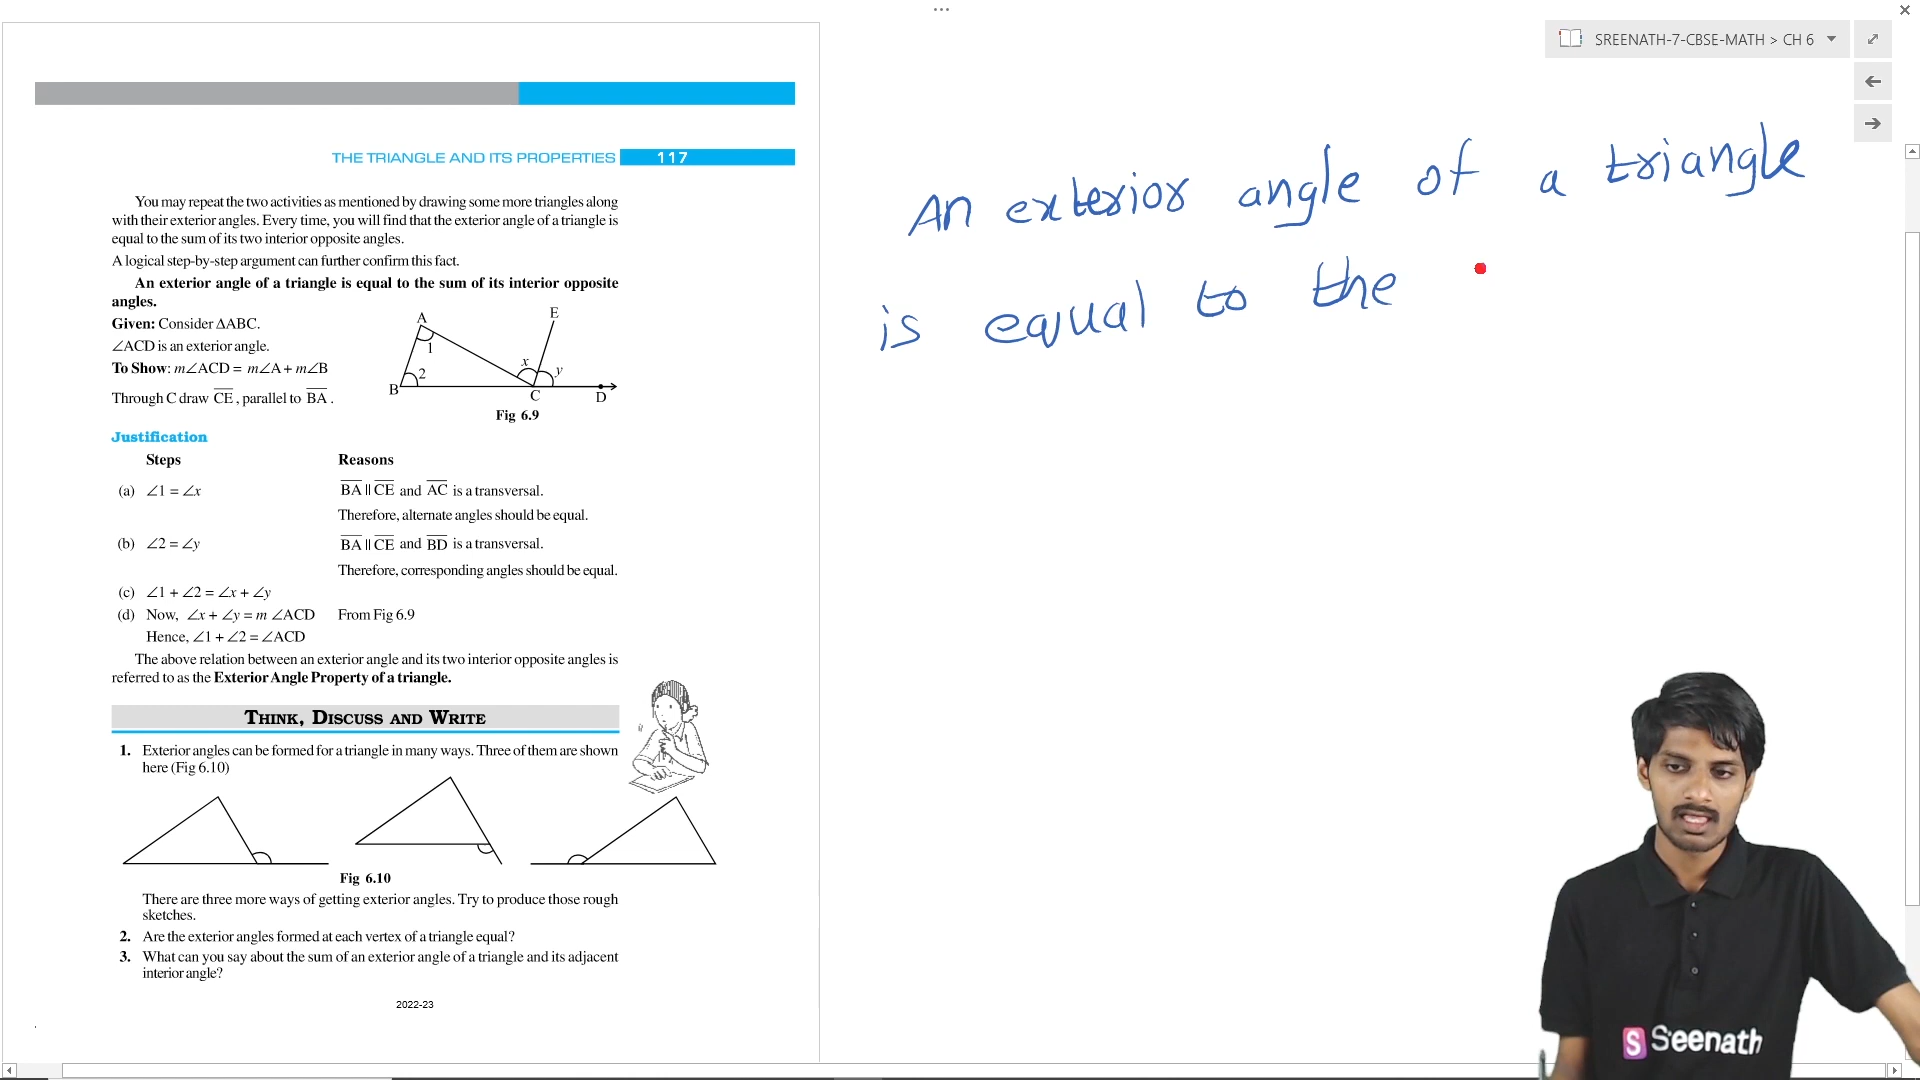 SREENATH-7-CBSE-MATH > CH 6
THE TRIANGLE AND ITS PROPERTIES 117
You may repeat the two activities as mentioned by drawing some more triangles along
with their exterior angles. Every time, you will find that the exterior angle of a triangle is
equal to the sum of its two interior opposite angles.
A logical step-by-step argument can further confirm this fact.
An exterior angle of a triangle is equal to the sum of its interior opposite
angles.
Given: Consider ΔABC.
∠ACD is an exterior angle.
To Show: m∠ACD = m∠A + m∠B
Through C draw C̅E̅, parallel to B̅A̅.
A
E
1
x
y
2
B
C
D
Fig 6.9
Justification
Steps Reasons
(a) ∠1 = ∠x B̅A̅ || C̅E̅ and A̅C̅ is a transversal.
Therefore, alternate angles should be equal.
(b) ∠2 = ∠y B̅A̅ || C̅E̅ and B̅D̅ is a transversal.
Therefore, corresponding angles should be equal.
(c) ∠1 + ∠2 = ∠x + ∠y
(d) Now, ∠x + ∠y = m ∠ACD From Fig 6.9
Hence, ∠1 + ∠2 = ∠ACD
The above relation between an exterior angle and its two interior opposite angles is
referred to as the Exterior Angle Property of a triangle.
THINK, DISCUSS AND WRITE
1. Exterior angles can be formed for a triangle in many ways. Three of them are shown
here (Fig 6.10)
Fig 6.10
There are three more ways of getting exterior angles. Try to produce those rough
sketches.
2. Are the exterior angles formed at each vertex of a triangle equal?
3. What can you say about the sum of an exterior angle of a triangle and its adjacent
interior angle?
2022-23
An exterior angle of a triangle
is equal to the
S Seenath